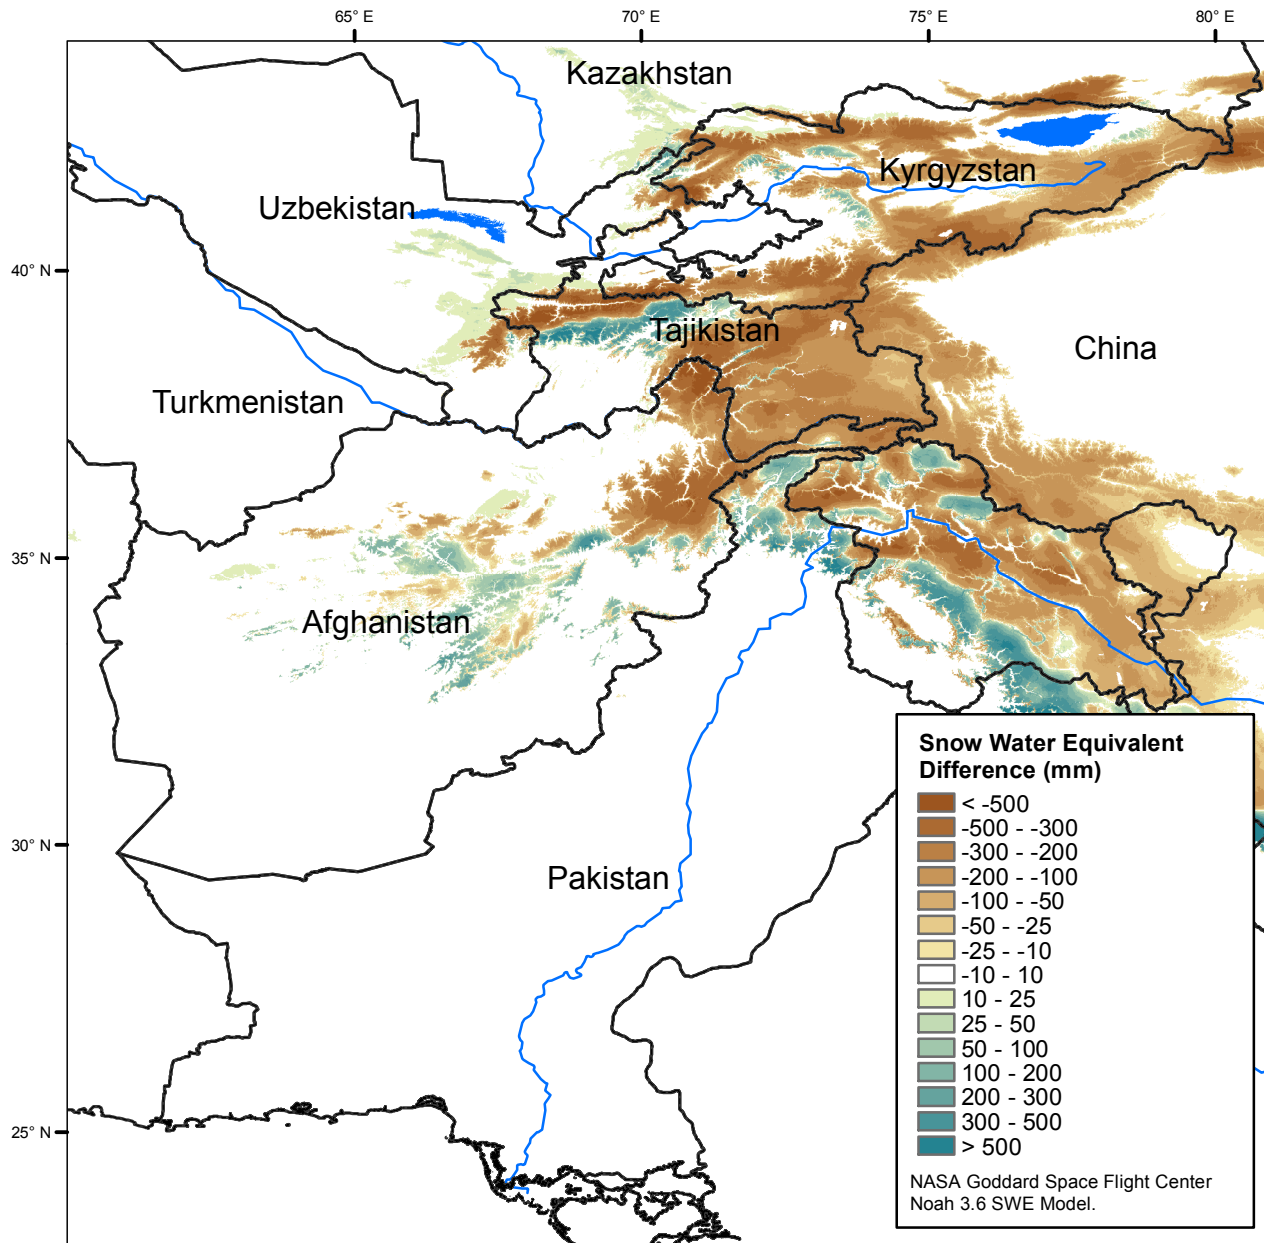 65° E
70° E
75° E
80° E
Kazakhstan
Kyrgyzstan
Uzbekistan
40° N
Tajikistan
China
Turkmenistan
35° N
Afghanistan
Snow Water Equivalent
Difference (mm)
< -500
-500 - -300
-300 - -200
-200 - -100
-100 - -50
-50 - -25
-25 - -10
-10 - 10
10 - 25
25 - 50
50 - 100
100 - 200
200 - 300
300 - 500
> 500
30° N
Pakistan
25° N
NASA Goddard Space Flight Center
Noah 3.6 SWE Model.